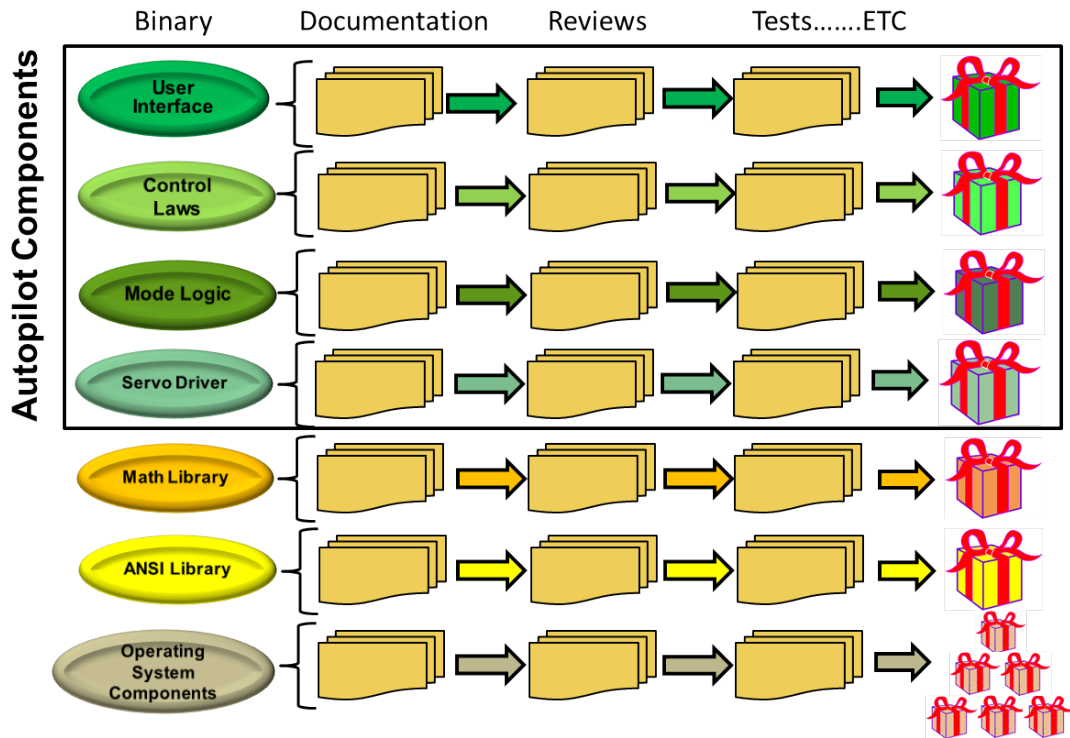 Binary
Documentation
Reviews
Tests…….ETC
Autopilot Components
User
Interface
Control
Laws
Mode Logic
Servo Driver
Math Library
ANSI Library
Operating
System
Components